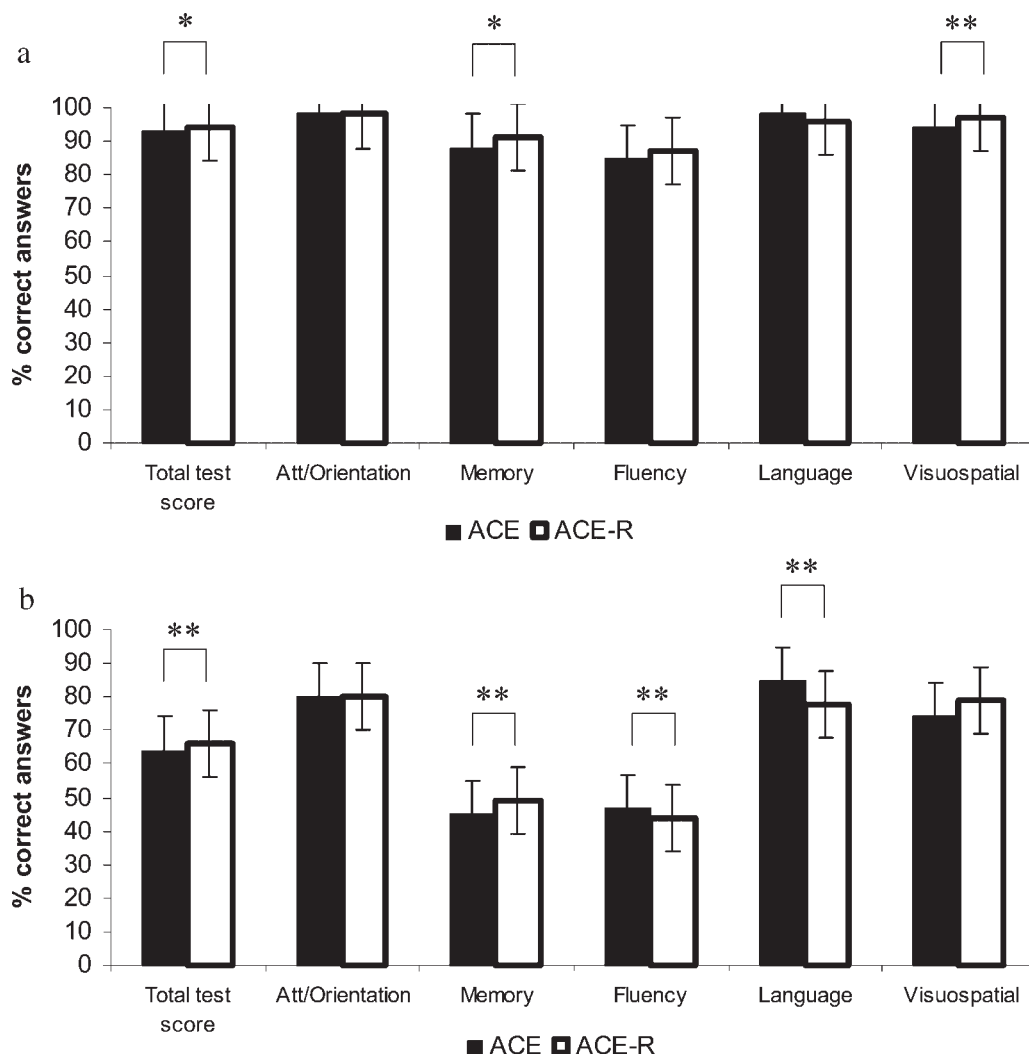 a
* * **
% correct answers
100
90
80
70
60
50
40
30
20
10
0
Total test score Att/Orientation Memory Fluency Language Visuospatial
ACE ACE-R
b
**
** ** **
% correct answers
100
90
80
70
60
50
40
30
20
10
0
Total test score Att/Orientation Memory Fluency Language Visuospatial
ACE ACE-R